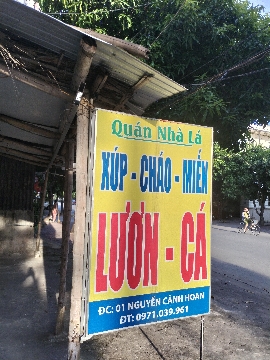 Quán Nhà Lá
XÚP - CHÁO - MIẾN
LƯƠN - CÁ
ĐC: 01 NGUYỄN CẢNH HOAN
ĐT: 0971.039.961